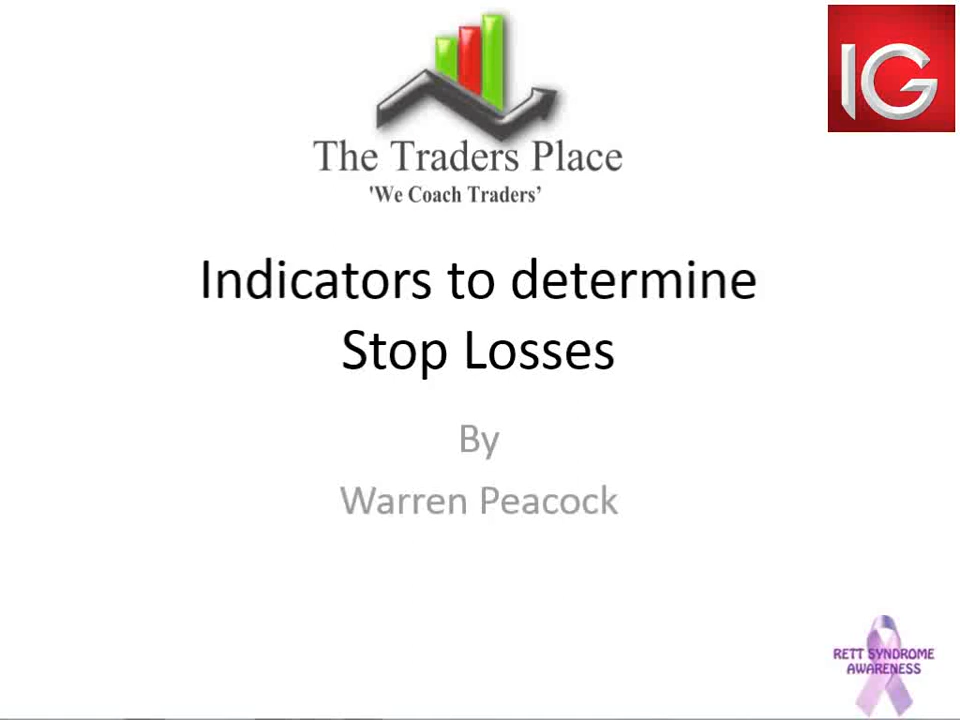 IG
The Traders Place
'We Coach Traders’
Indicators to determine
Stop Losses
By
Warren Peacock
RETT SYNDROME
AWARENESS